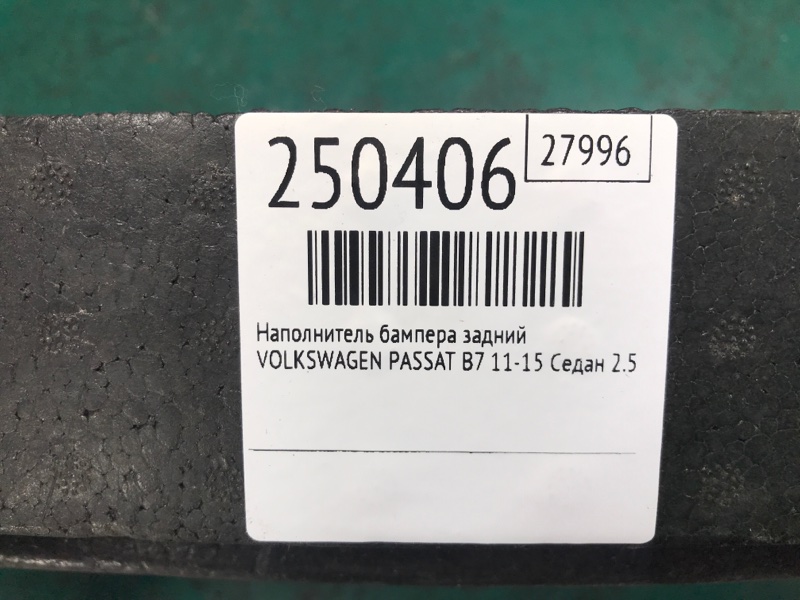 250406
27996
Наполнитель бампера задний
VOLKSWAGEN PASSAT B7 11-15 Седан 2.5